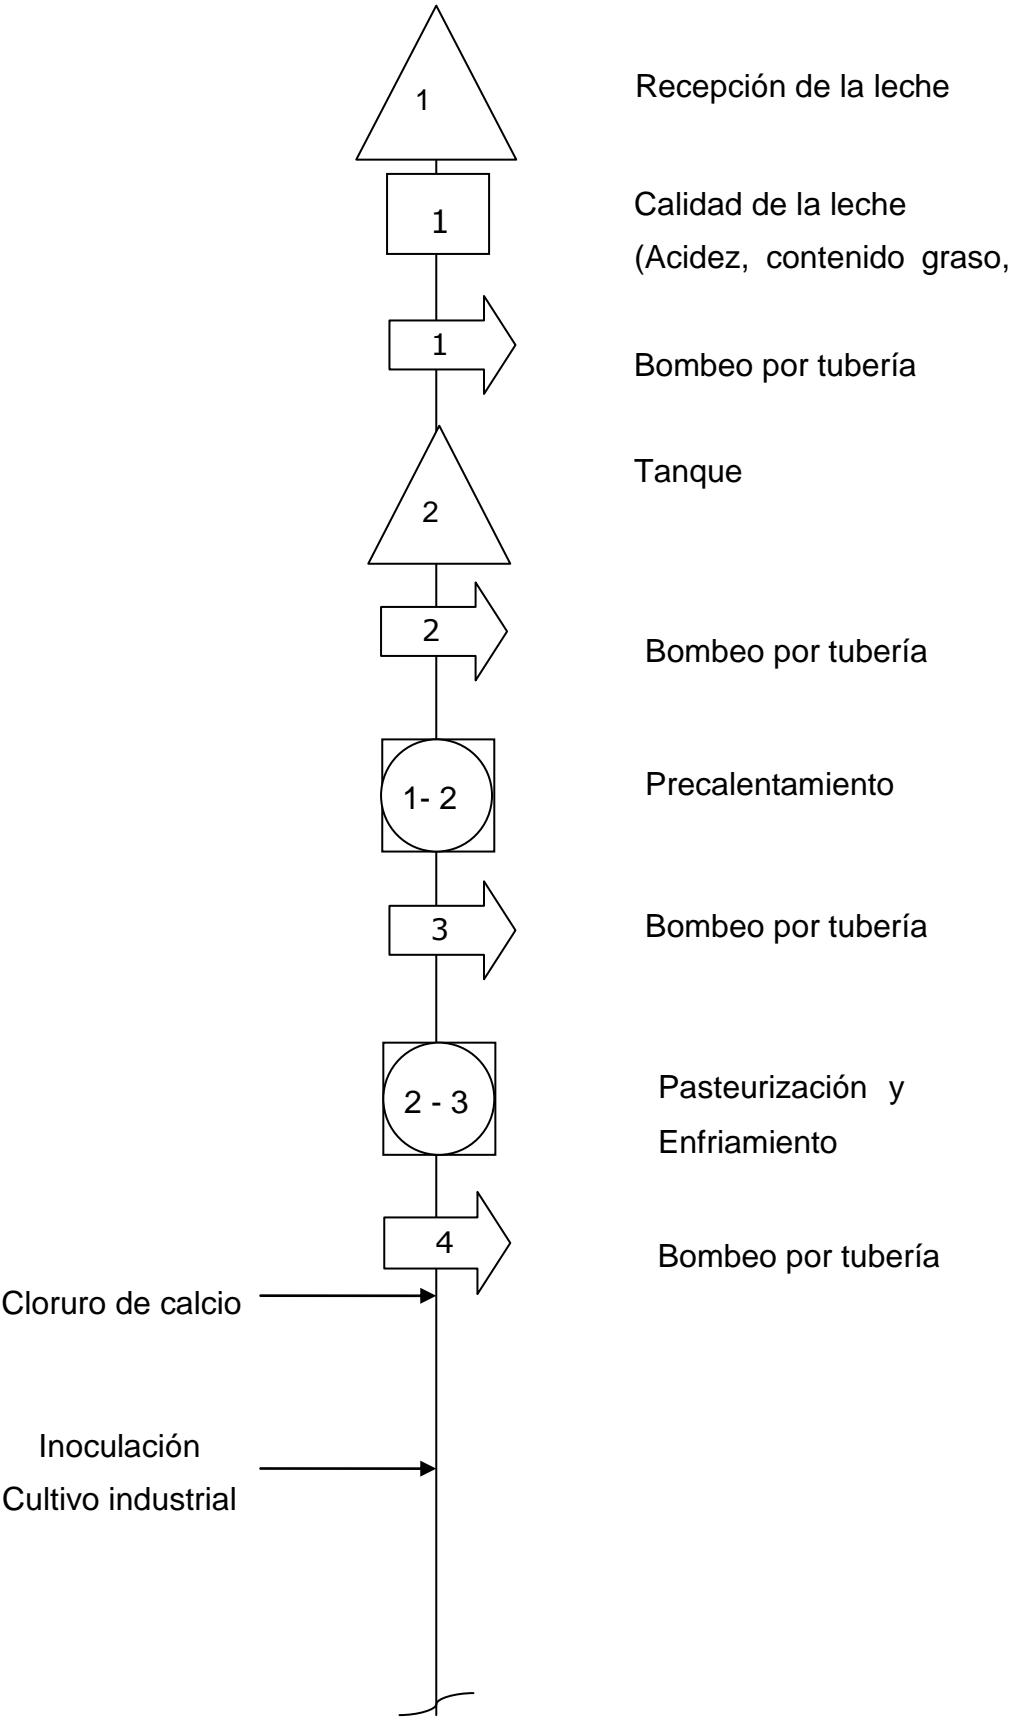 1
Recepción de la leche
1
Calidad de la leche
(Acidez, contenido graso,
1
Bombeo por tubería
Tanque
2
2
Bombeo por tubería
1- 2
Precalentamiento
3
Bombeo por tubería
2 - 3
Pasteurización y
Enfriamiento
4
Bombeo por tubería
Cloruro de calcio
Inoculación
Cultivo industrial